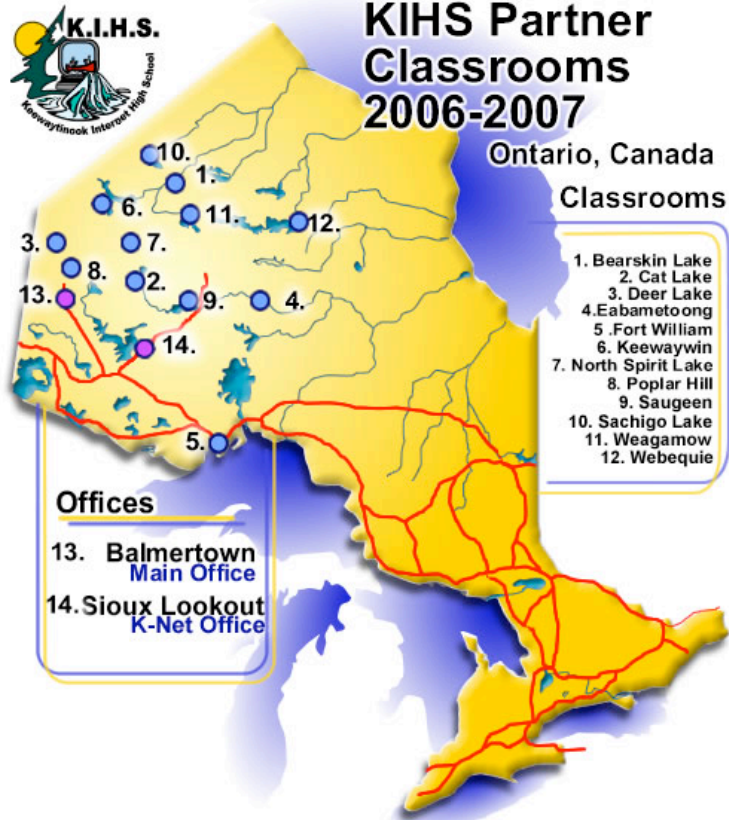 K.I.H.S.
Keewaytinook Internet High School
KIHS Partner
Classrooms
2006-2007
Ontario, Canada
Classrooms
1. Bearskin Lake
2. Cat Lake
3. Deer Lake
4.Eabametoong
5 .Fort William
6. Keewaywin
7. North Spirit Lake
8. Poplar Hill
9. Saugeen
10. Sachigo Lake
11. Weagamow
12. Webequie
10.
1.
6.
11.
12.
3.
7.
8.
2.
13.
9.
4.
14.
5.
Offices
13. Balmertown
Main Office
14.Sioux Lookout
K-Net Office